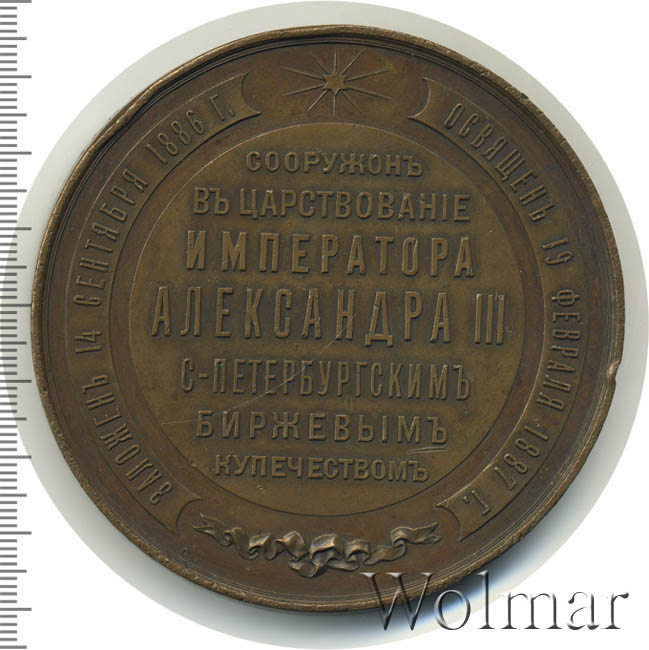 ЗАЛОЖЕНЪ 14 СЕНТЯБРЯ 1886 Г.
ОСВЯЩЕНЪ 19 ФЕВРАЛЯ 1887 Г.
СООРУЖОНЪ
ВЪ ЦАРСТВОВАНІЕ
ИМПЕРАТОРА
АЛЕКСАНДРА III
С-ПЕТЕРБУРГСКИМЪ
БИРЖЕВЫМЪ
КУПЕЧЕСТВОМЪ
Wolmar